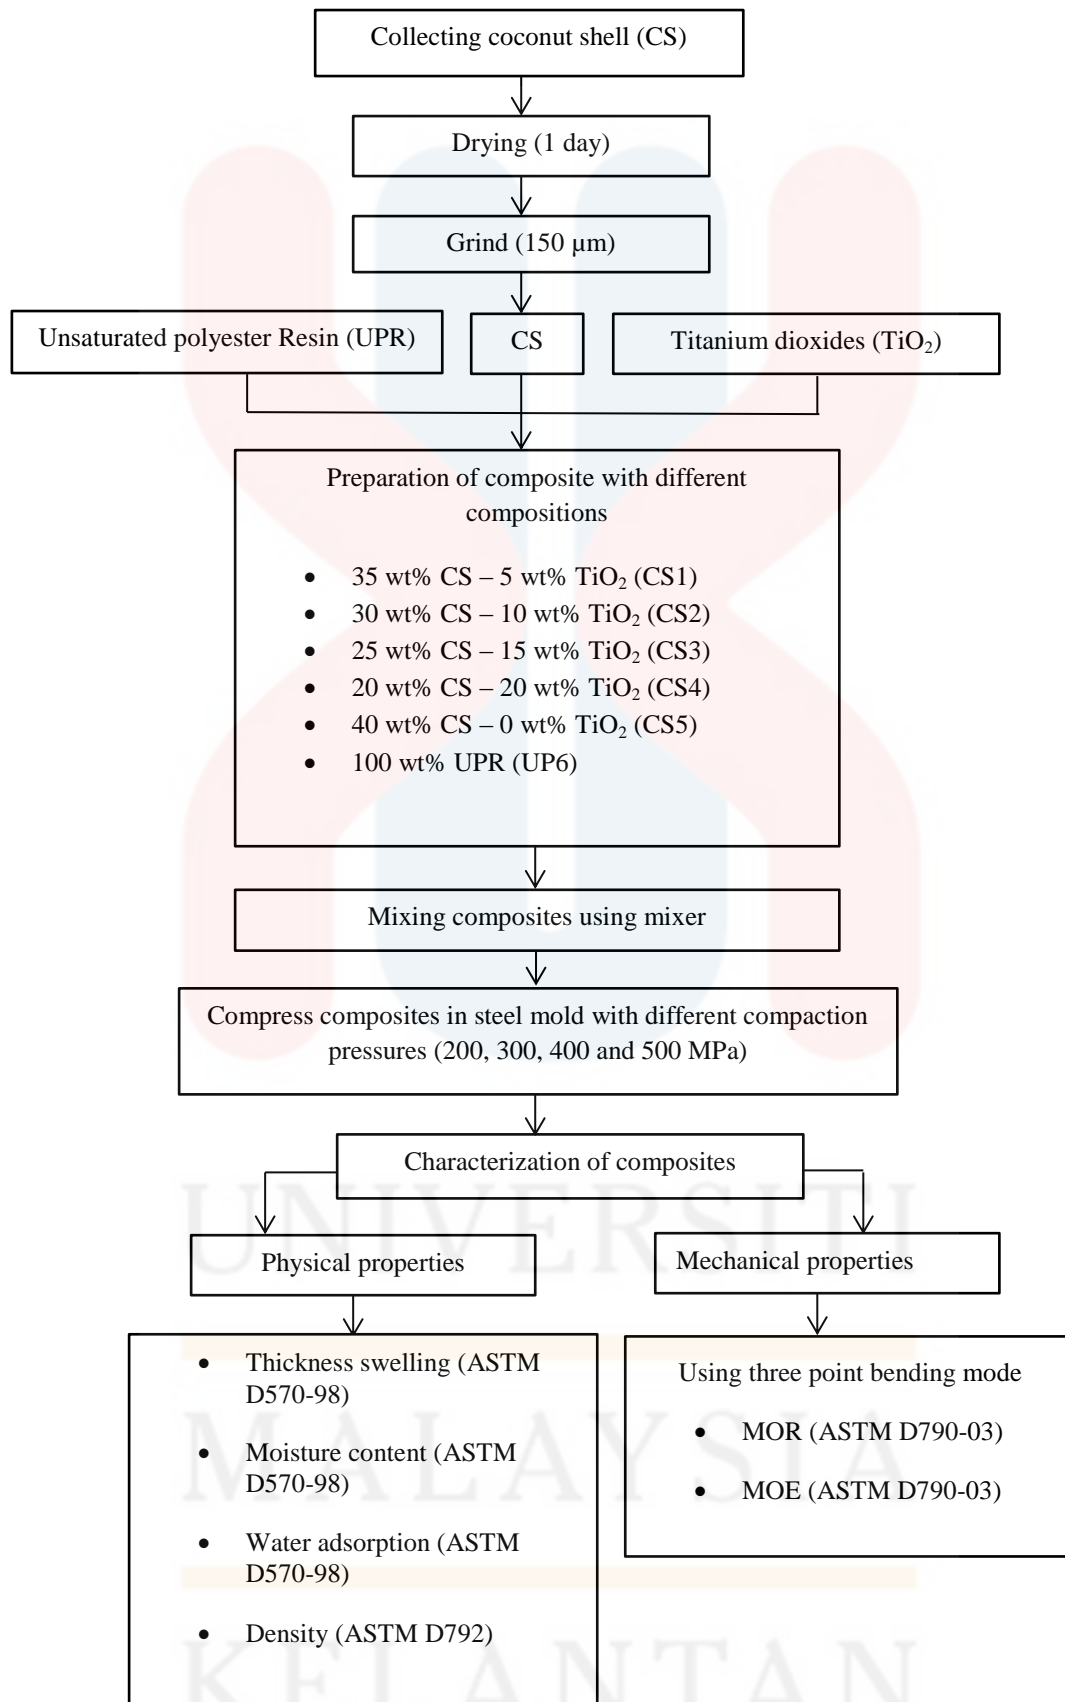 Collecting coconut shell (CS)
Drying (1 day)
Grind (150 µm)
Unsaturated polyester Resin (UPR)
CS
Titanium dioxides (TiO₂)
Preparation of composite with different
compositions
• 35 wt% CS – 5 wt% TiO₂ (CS1)
• 30 wt% CS – 10 wt% TiO₂ (CS2)
• 25 wt% CS – 15 wt% TiO₂ (CS3)
• 20 wt% CS – 20 wt% TiO₂ (CS4)
• 40 wt% CS – 0 wt% TiO₂ (CS5)
• 100 wt% UPR (UP6)
Mixing composites using mixer
Compress composites in steel mold with different compaction
pressures (200, 300, 400 and 500 MPa)
Characterization of composites
Physical properties
Mechanical properties
• Thickness swelling (ASTM
D570-98)
• Moisture content (ASTM
D570-98)
• Water adsorption (ASTM
D570-98)
• Density (ASTM D792)
Using three point bending mode
• MOR (ASTM D790-03)
• MOE (ASTM D790-03)
UNIVERSITI
MALAYSIA
KELANTAN